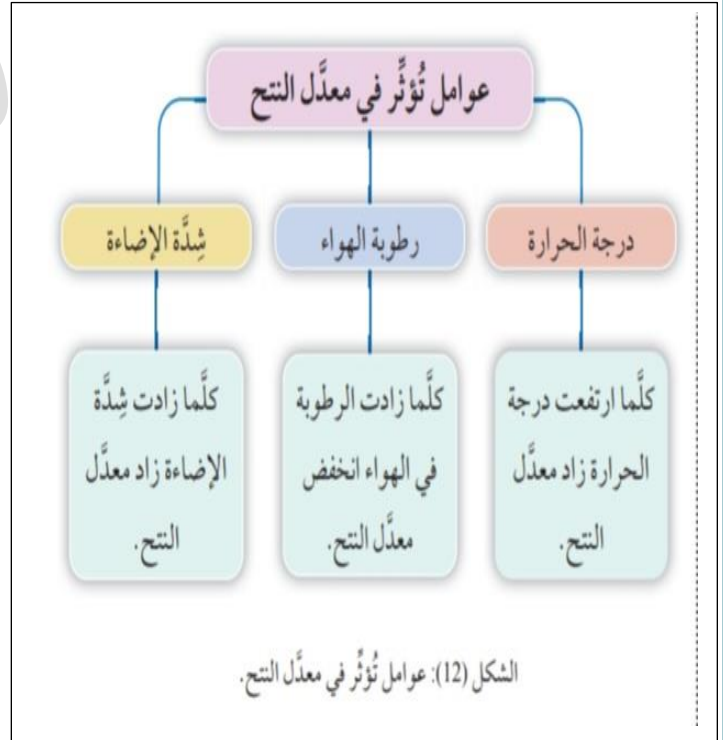 عوامل تُؤثِّر في معدَّل النتح
درجة الحرارة
رطوبة الهواء
شِدَّة الإضاءة
كلَّما ارتفعت درجة
الحرارة زاد معدَّل
النتح.
كلَّما زادت الرطوبة
في الهواء انخفض
معدَّل النتح.
كلَّما زادت شِدَّة
الإضاءة زاد معدَّل
النتح.
الشكل (12): عوامل تُؤثِّر في معدَّل النتح.